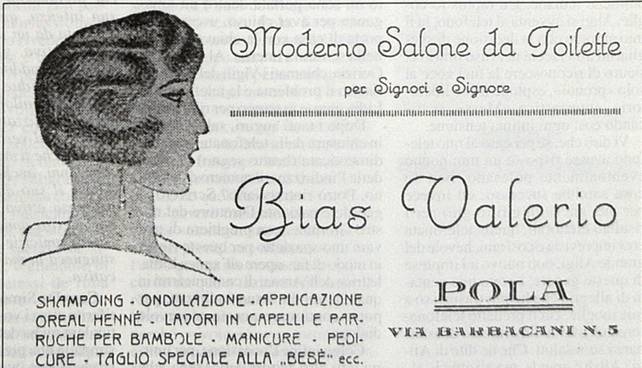 Moderno Salone da Toilette
per Signori e Signore
Bias Valerio
POLA
VIA BARBACANI N. 5
SHAMPOING - ONDULAZIONE - APPLICAZIONE
OREAL HENNÉ - LAVORI IN CAPELLI E PAR-
RUCHE PER BAMBOLE - MANICURE - PEDI-
CURE - TAGLIO SPECIALE ALLA „BEBÈ" ecc.